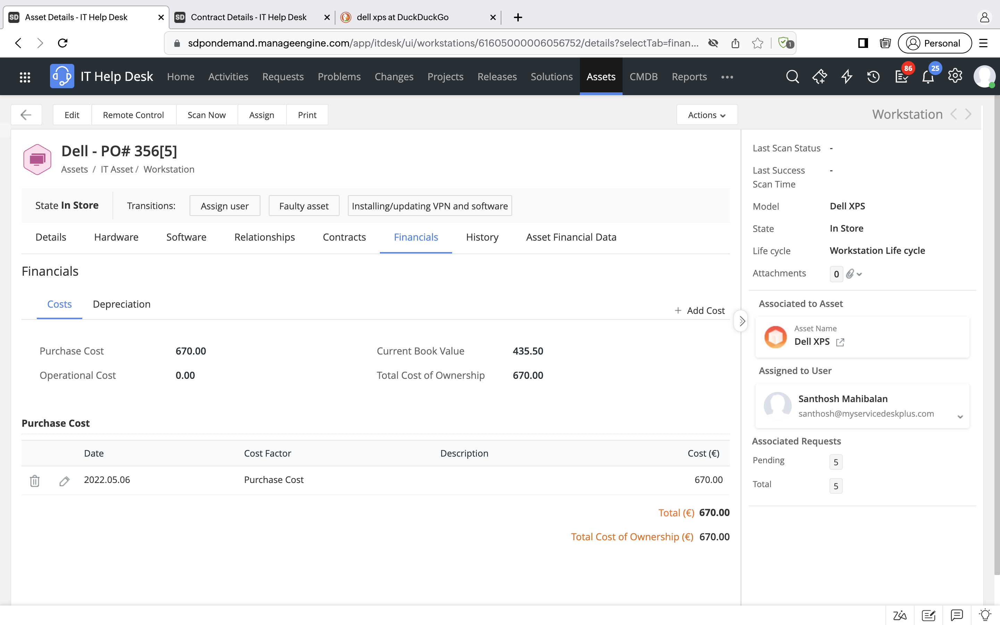 SD Asset Details - IT Help Desk
SD Contract Details - IT Help Desk
dell xps at DuckDuckGo
sdpondemand.manageengine.com/app/itdesk/ui/workstations/61605000006056752/details?selectTab=finan...
1
Personal
IT Help Desk Home Activities Requests Problems Changes Projects Releases Solutions Assets CMDB Reports
86
25
Edit Remote Control Scan Now Assign Print
Actions
Workstation
Dell - PO# 356[5]
Assets / IT Asset / Workstation
State In Store Transitions: Assign user Faulty asset Installing/updating VPN and software
Details Hardware Software Relationships Contracts Financials History Asset Financial Data
Financials
Costs Depreciation
+ Add Cost
Purchase Cost 670.00 Current Book Value 435.50
Operational Cost 0.00 Total Cost of Ownership 670.00
Purchase Cost
Date Cost Factor Description Cost (€)
2022.05.06 Purchase Cost 670.00
Total (€) 670.00
Total Cost of Ownership (€) 670.00
Last Scan Status -
Last Success Scan Time -
Model Dell XPS
State In Store
Life cycle Workstation Life cycle
Attachments 0
Associated to Asset
Asset Name
Dell XPS
Assigned to User
Santhosh Mahibalan
santhosh@myservicedeskplus.com
Associated Requests
Pending 5
Total 5
Zia